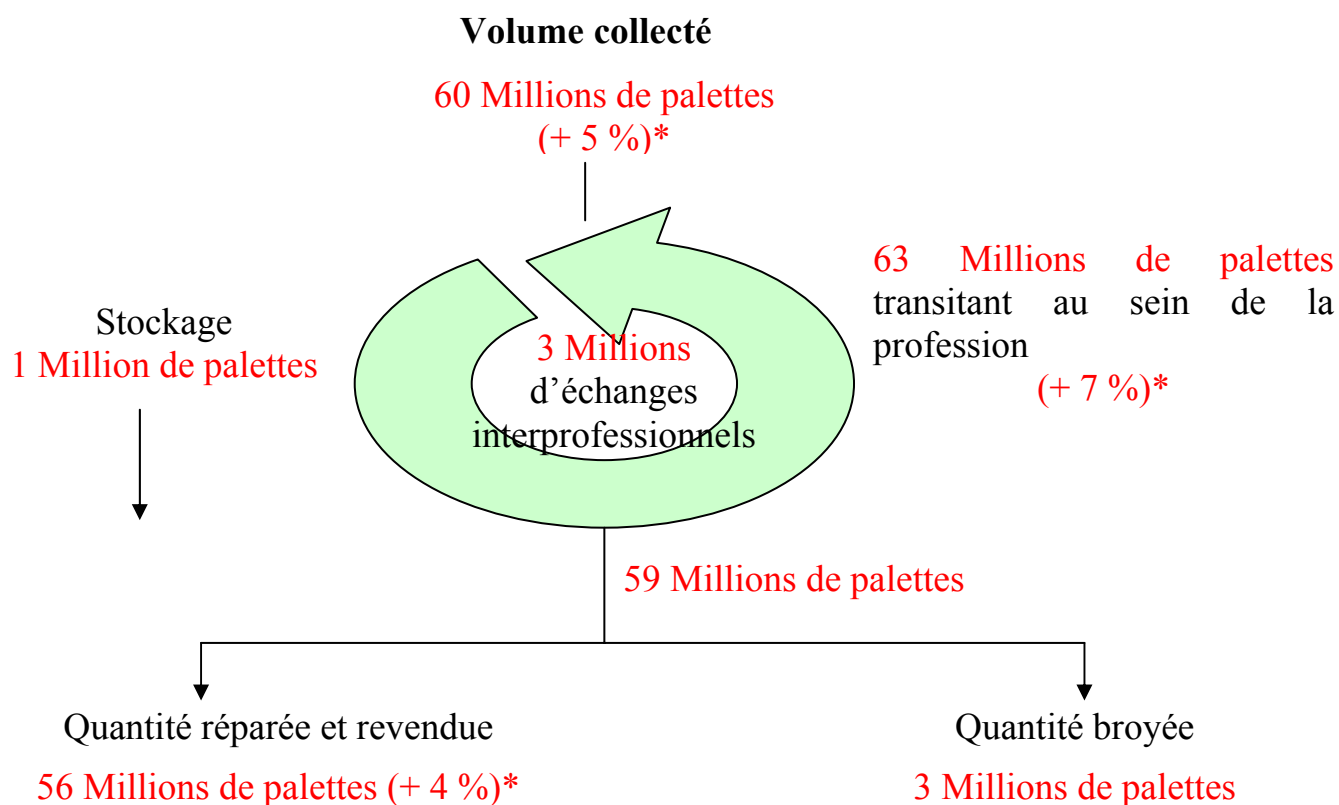 Volume collecté
60 Millions de palettes
(+ 5 %)*
63 Millions de palettes
transitant au sein de la
profession
(+ 7 %)*
Stockage
1 Million de palettes
3 Millions
d’échanges
interprofessionnels
59 Millions de palettes
Quantité réparée et revendue
56 Millions de palettes (+ 4 %)*
Quantité broyée
3 Millions de palettes